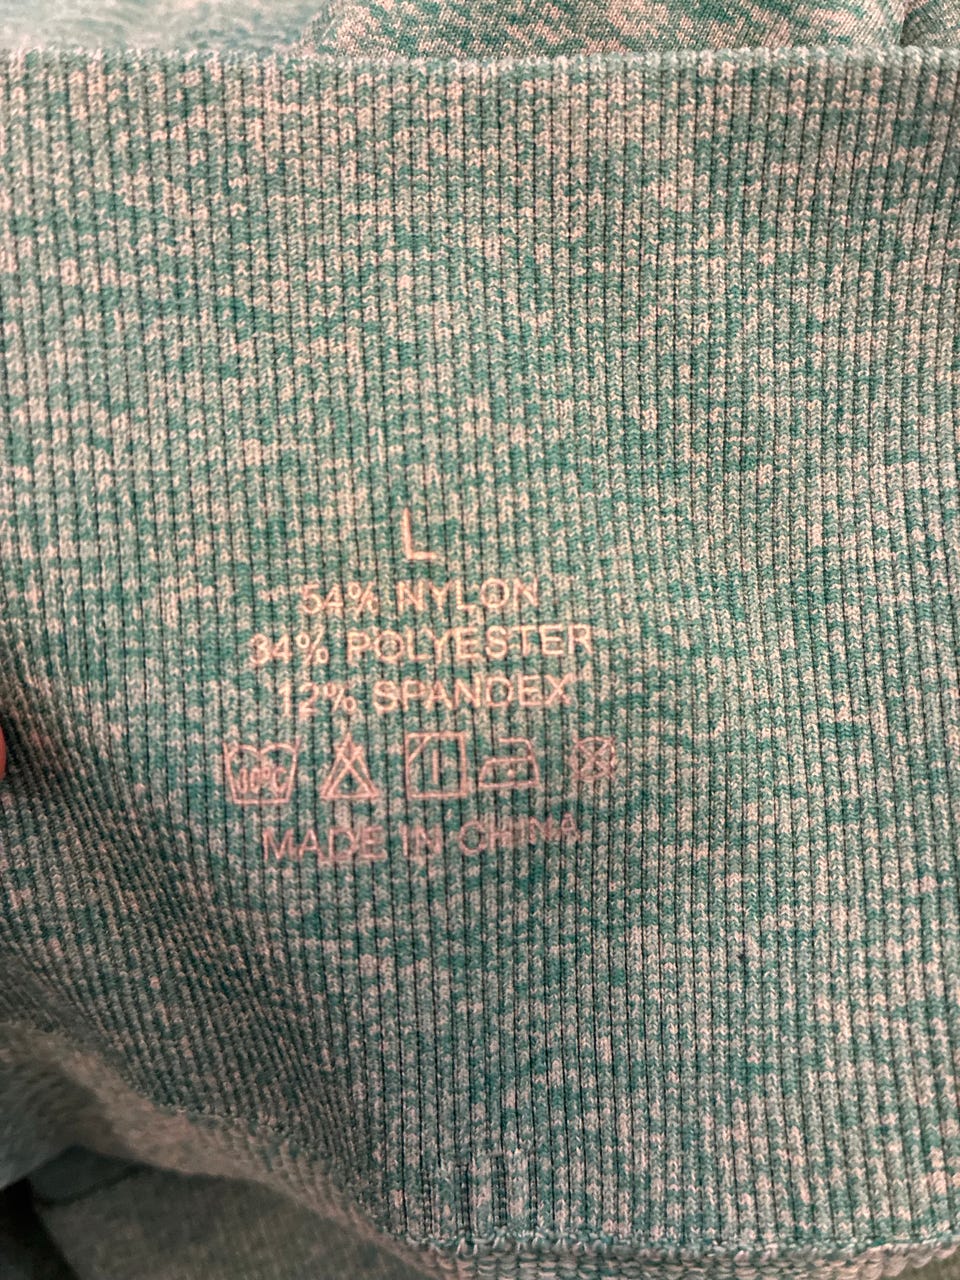 L
54% NYLON
34% POLYESTER
12% SPANDEX
MADE IN CHINA